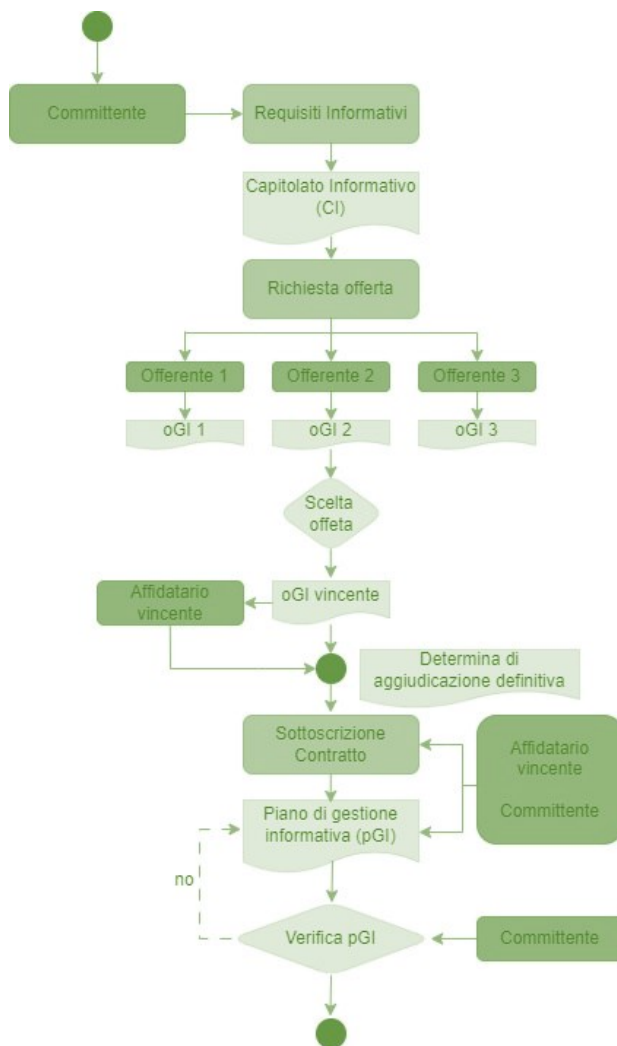 Committente
Requisiti Informativi
Capitolato Informativo
(CI)
Richiesta offerta
Offerente 1
Offerente 2
Offerente 3
oGI 1
oGI 2
oGI 3
Scelta
offeta
Affidatario
vincente
oGI vincente
Determina di
aggiudicazione definitiva
Sottoscrizione
Contratto
Affidatario
vincente
Committente
Piano di gestione
informativa (pGI)
no
Verifica pGI
Committente